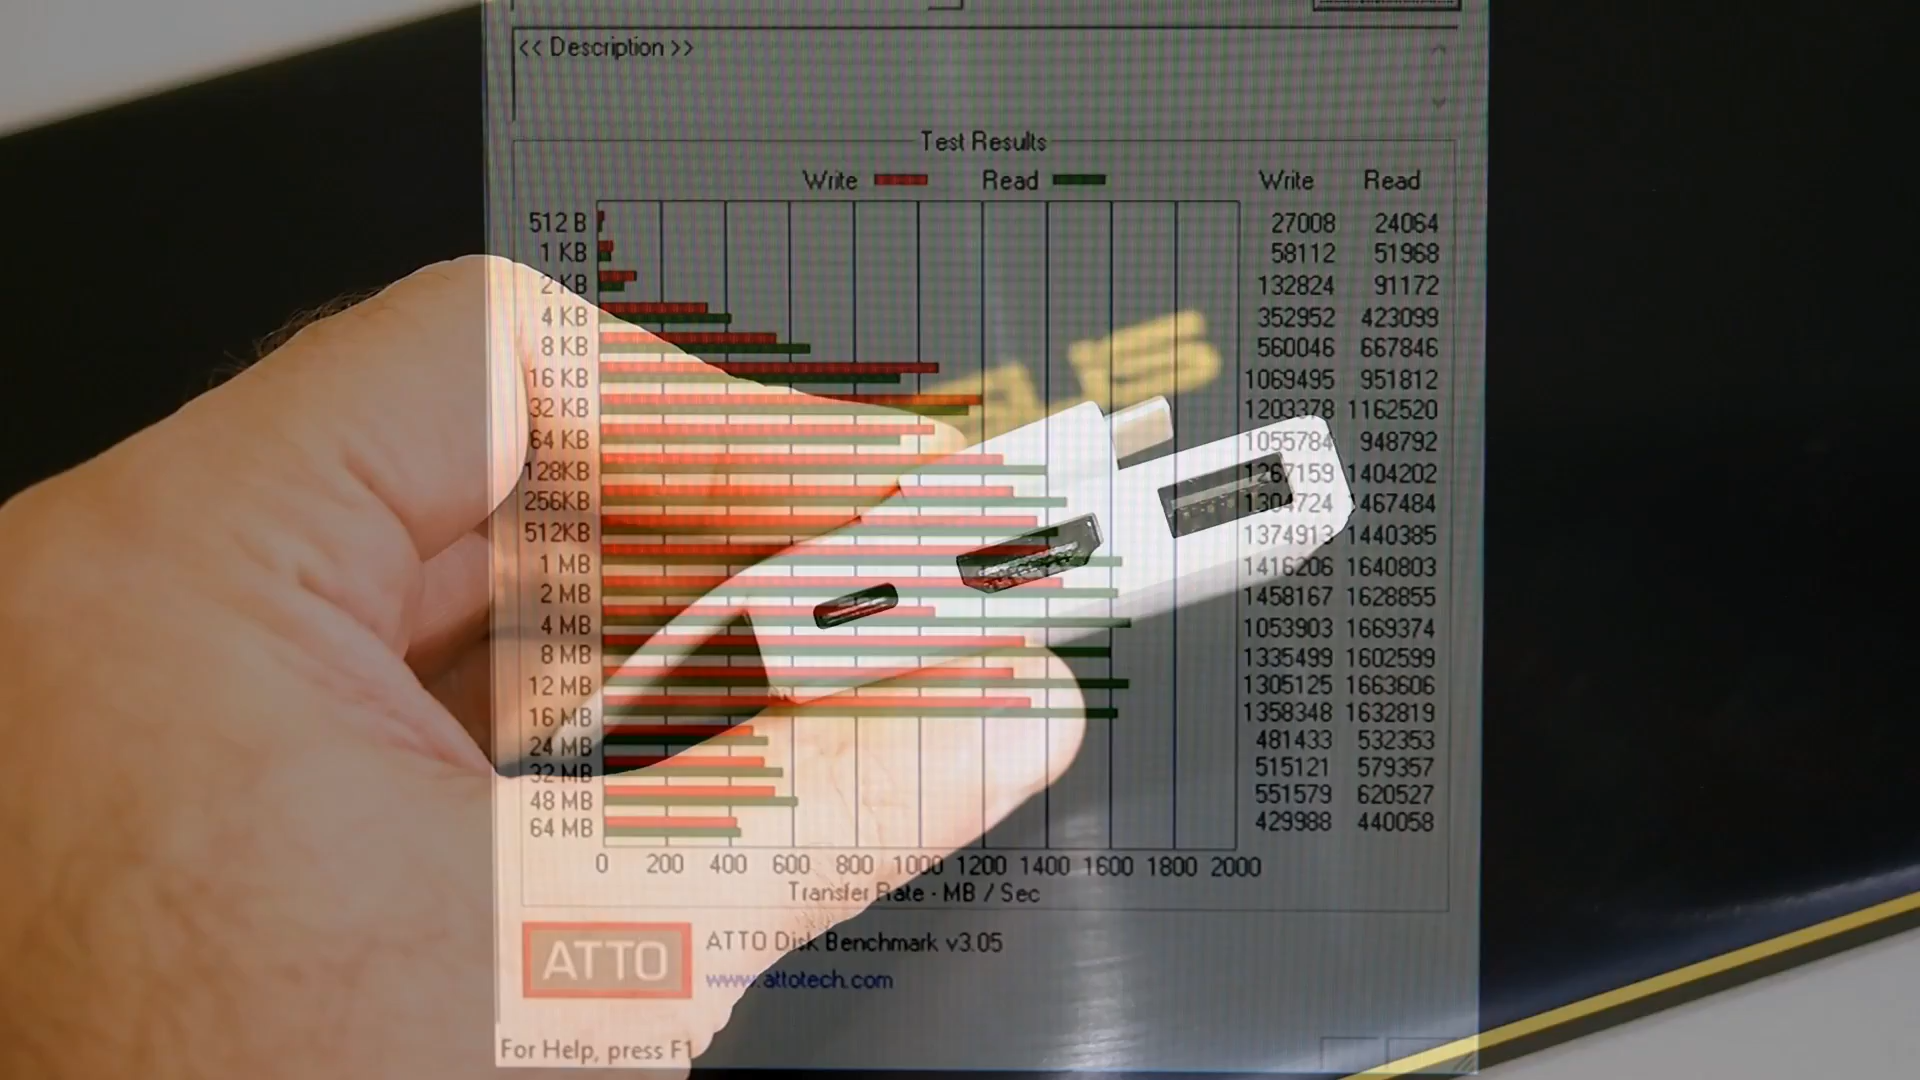 << Description >>
Test Results
Write Read Write Read
512 B 27008 24064
1 KB 58112 51968
2 KB 132824 91172
4 KB 352952 423099
8 KB 560046 667846
16 KB 1069495 951812
32 KB 1203378 1162520
64 KB 1055784 948792
128KB 1267159 1404202
256KB 1304724 1467484
512KB 1374913 1440385
1 MB 1416206 1640803
2 MB 1458167 1628855
4 MB 1053903 1669374
8 MB 1335499 1602599
12 MB 1305125 1663606
16 MB 1358348 1632819
24 MB 481433 532353
32 MB 515121 579357
48 MB 551579 620527
64 MB 429988 440058
0 200 400 600 800 1000 1200 1400 1600 1800 2000
Transfer Rate - MB / Sec
ATTO
ATTO Disk Benchmark v3.05
www.attotech.com
For Help, press F1